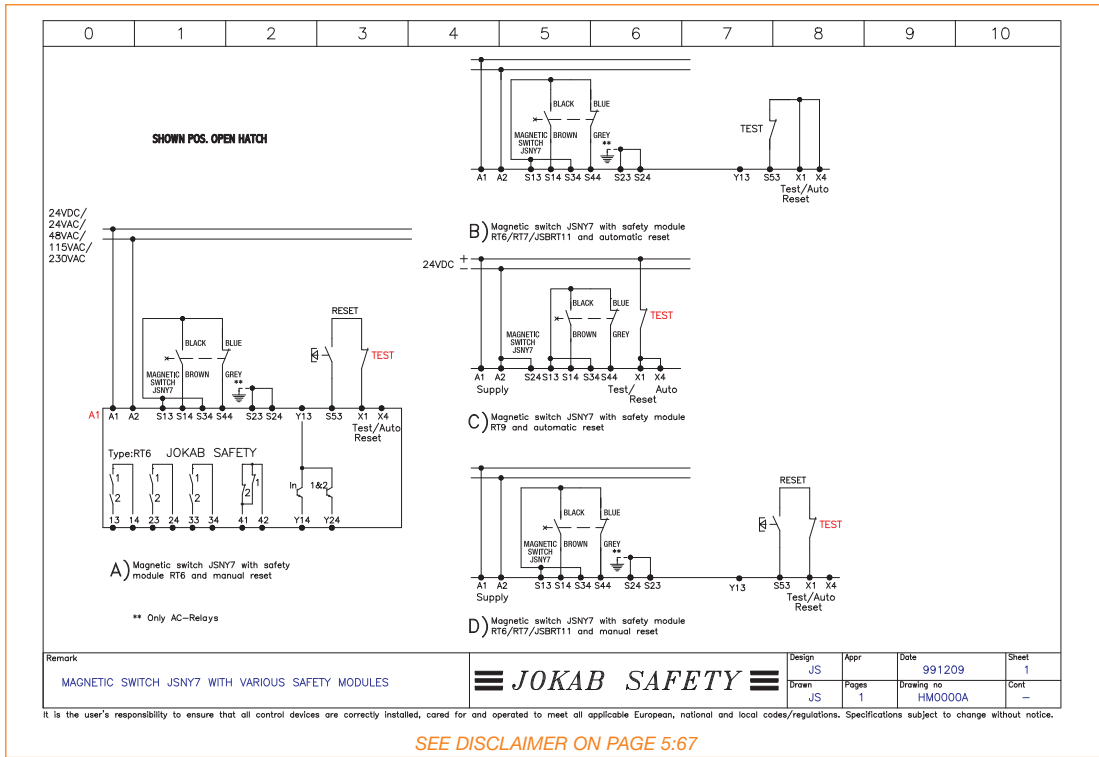 0 1 2 3 4 5 6 7 8 9 10
SHOWN POS. OPEN HATCH
24VDC/
24VAC/
48VAC/
115VAC/
230VAC
BLACK BLUE
MAGNETIC BROWN GREY
SWITCH **
JSNY7
RESET
TEST
A1 A1 A2 S13 S14 S34 S44 S23 S24 Y13 S53 X1 X4
Test/Auto
Reset
Type:RT6 JOKAB SAFETY
1 1 1 2 1 In 1&2
2 2 2
13 14 23 24 33 34 41 42 Y14 Y24
A) Magnetic switch JSNY7 with safety
module RT6 and manual reset
** Only AC-Relays
BLACK BLUE
MAGNETIC BROWN GREY
SWITCH **
JSNY7
TEST
A1 A2 S13 S14 S34 S44 S23 S24 Y13 S53 X1 X4
Test/Auto
Reset
B) Magnetic switch JSNY7 with safety module
RT6/RT7/JSBRT11 and automatic reset
24VDC + −
BLACK BLUE
TEST
MAGNETIC BROWN GREY
SWITCH
JSNY7
A1 A2 S24 S13 S14 S34 S44 X1 X4
Supply Test/ Auto
Reset
C) Magnetic switch JSNY7 with safety module
RT9 and automatic reset
BLACK BLUE
MAGNETIC BROWN GREY
SWITCH **
JSNY7
RESET
TEST
A1 A2 S13 S14 S34 S44 S24 S23 Y13 S53 X1 X4
Supply Test/Auto
Reset
D) Magnetic switch JSNY7 with safety module
RT6/RT7/JSBRT11 and manual reset
Remark
MAGNETIC SWITCH JSNY7 WITH VARIOUS SAFETY MODULES
JOKAB SAFETY
Design Appr Date Sheet
JS 991209 1
Drawn Pages Drawing no Cont
JS 1 HM0000A −
It is the user's responsibility to ensure that all control devices are correctly installed, cared for and operated to meet all applicable European, national and local codes/regulations. Specifications subject to change without notice.
SEE DISCLAIMER ON PAGE 5:67